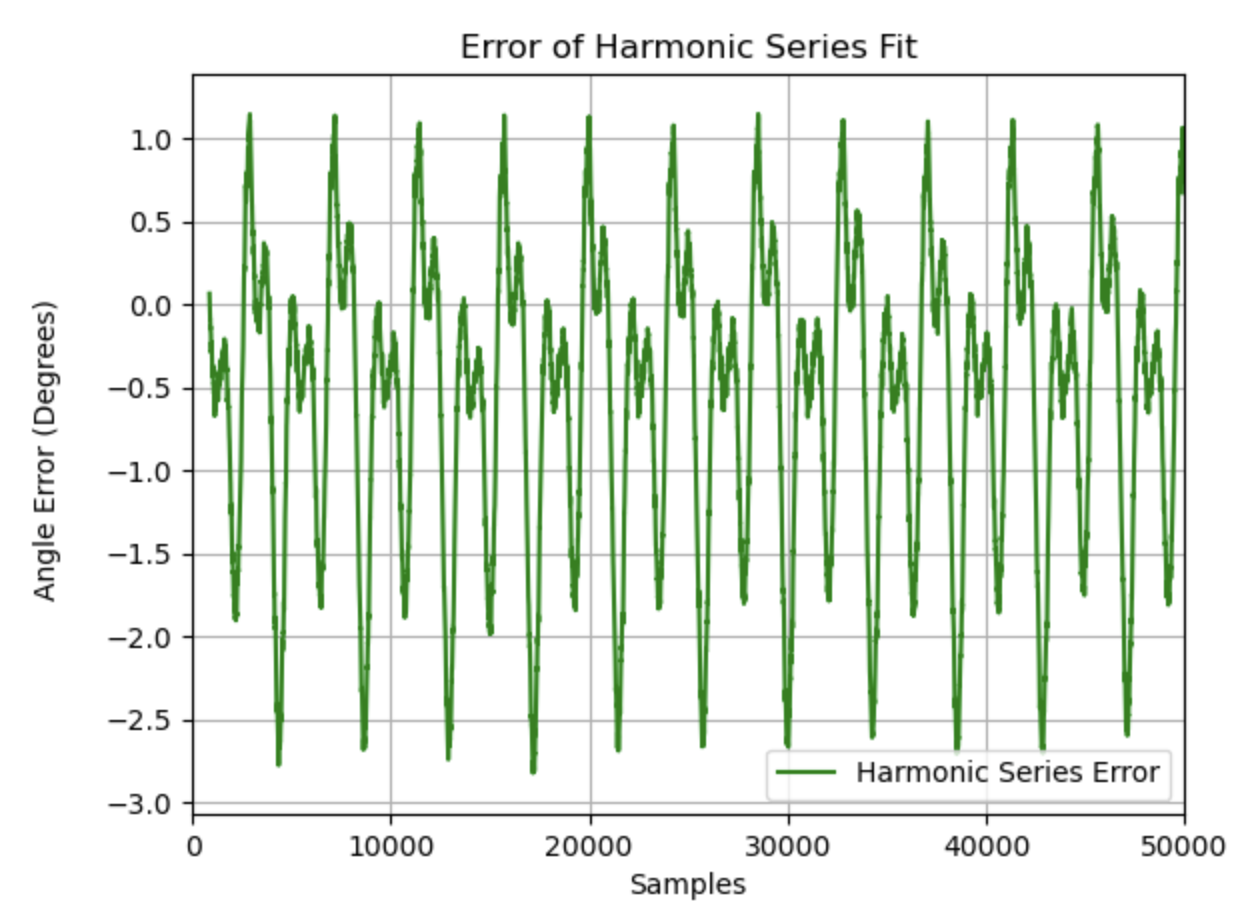 Error of Harmonic Series Fit
1.0
0.5
0.0
−0.5
−1.0
−1.5
−2.0
−2.5
−3.0
Angle Error (Degrees)
Harmonic Series Error
0 10000 20000 30000 40000 50000
Samples